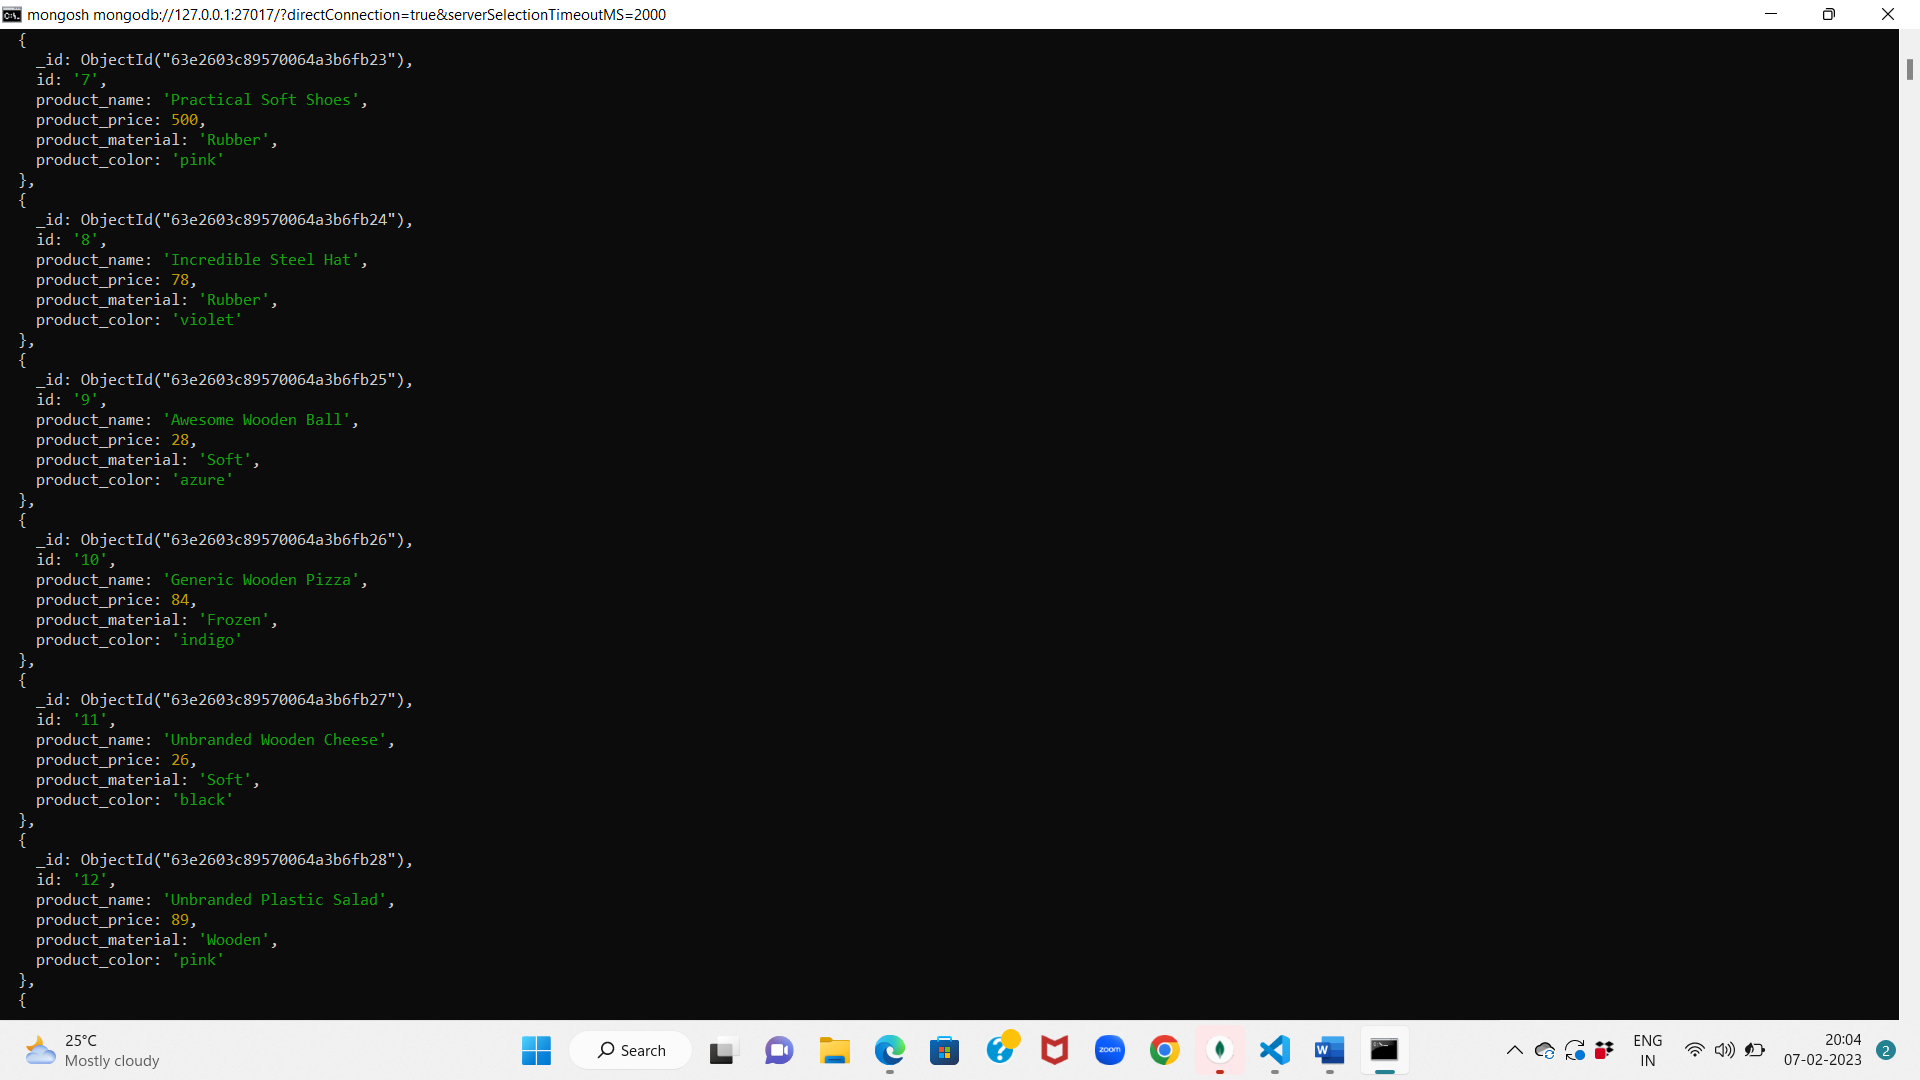 mongosh mongodb://127.0.0.1:27017/?directConnection=true&serverSelectionTimeoutMS=2000
{
_id: ObjectId("63e2603c89570064a3b6fb23"),
id: '7',
product_name: 'Practical Soft Shoes',
product_price: 500,
product_material: 'Rubber',
product_color: 'pink'
},
{
_id: ObjectId("63e2603c89570064a3b6fb24"),
id: '8',
product_name: 'Incredible Steel Hat',
product_price: 78,
product_material: 'Rubber',
product_color: 'violet'
},
{
_id: ObjectId("63e2603c89570064a3b6fb25"),
id: '9',
product_name: 'Awesome Wooden Ball',
product_price: 28,
product_material: 'Soft',
product_color: 'azure'
},
{
_id: ObjectId("63e2603c89570064a3b6fb26"),
id: '10',
product_name: 'Generic Wooden Pizza',
product_price: 84,
product_material: 'Frozen',
product_color: 'indigo'
},
{
_id: ObjectId("63e2603c89570064a3b6fb27"),
id: '11',
product_name: 'Unbranded Wooden Cheese',
product_price: 26,
product_material: 'Soft',
product_color: 'black'
},
{
_id: ObjectId("63e2603c89570064a3b6fb28"),
id: '12',
product_name: 'Unbranded Plastic Salad',
product_price: 89,
product_material: 'Wooden',
product_color: 'pink'
},
{
25°C
Mostly cloudy
Search
zoom
W
ENG
IN
20:04
07-02-2023
2